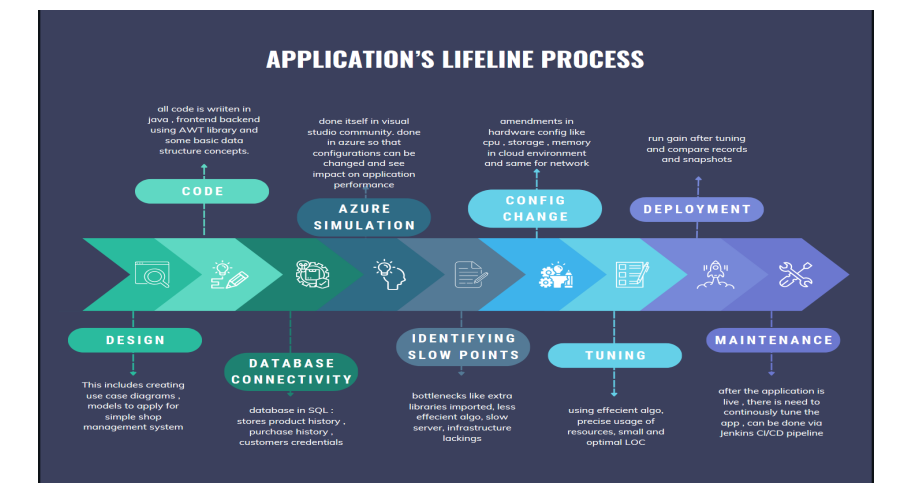 APPLICATION'S LIFELINE PROCESS
all code is wriiten in
java , frontend backend
using AWT library and
some basic data
structure concepts.
CODE
done itself in visual
studio community. done
in azure so that
configurations can be
changed and see
impact on application
performance
AZURE
SIMULATION
amendments in
hardware config like
cpu , storage , memory
in cloud environment
and same for network
CONFIG
CHANGE
run gain after tuning
and compare records
and snapshots
DEPLOYMENT
DESIGN
This includes creating
use case diagrams ,
models to apply for
simple shop
management system
DATABASE
CONNECTIVITY
database in SQL :
stores product history ,
purchase history ,
customers credentials
IDENTIFYING
SLOW POINTS
bottlenecks like extra
libraries imported, less
effecient algo, slow
server, infrastructure
lackings
TUNING
using effecient algo,
precise usage of
resources, small and
optimal LOC
MAINTENANCE
after the application is
live , there is need to
continously tune the
app , can be done via
Jenkins CI/CD pipeline